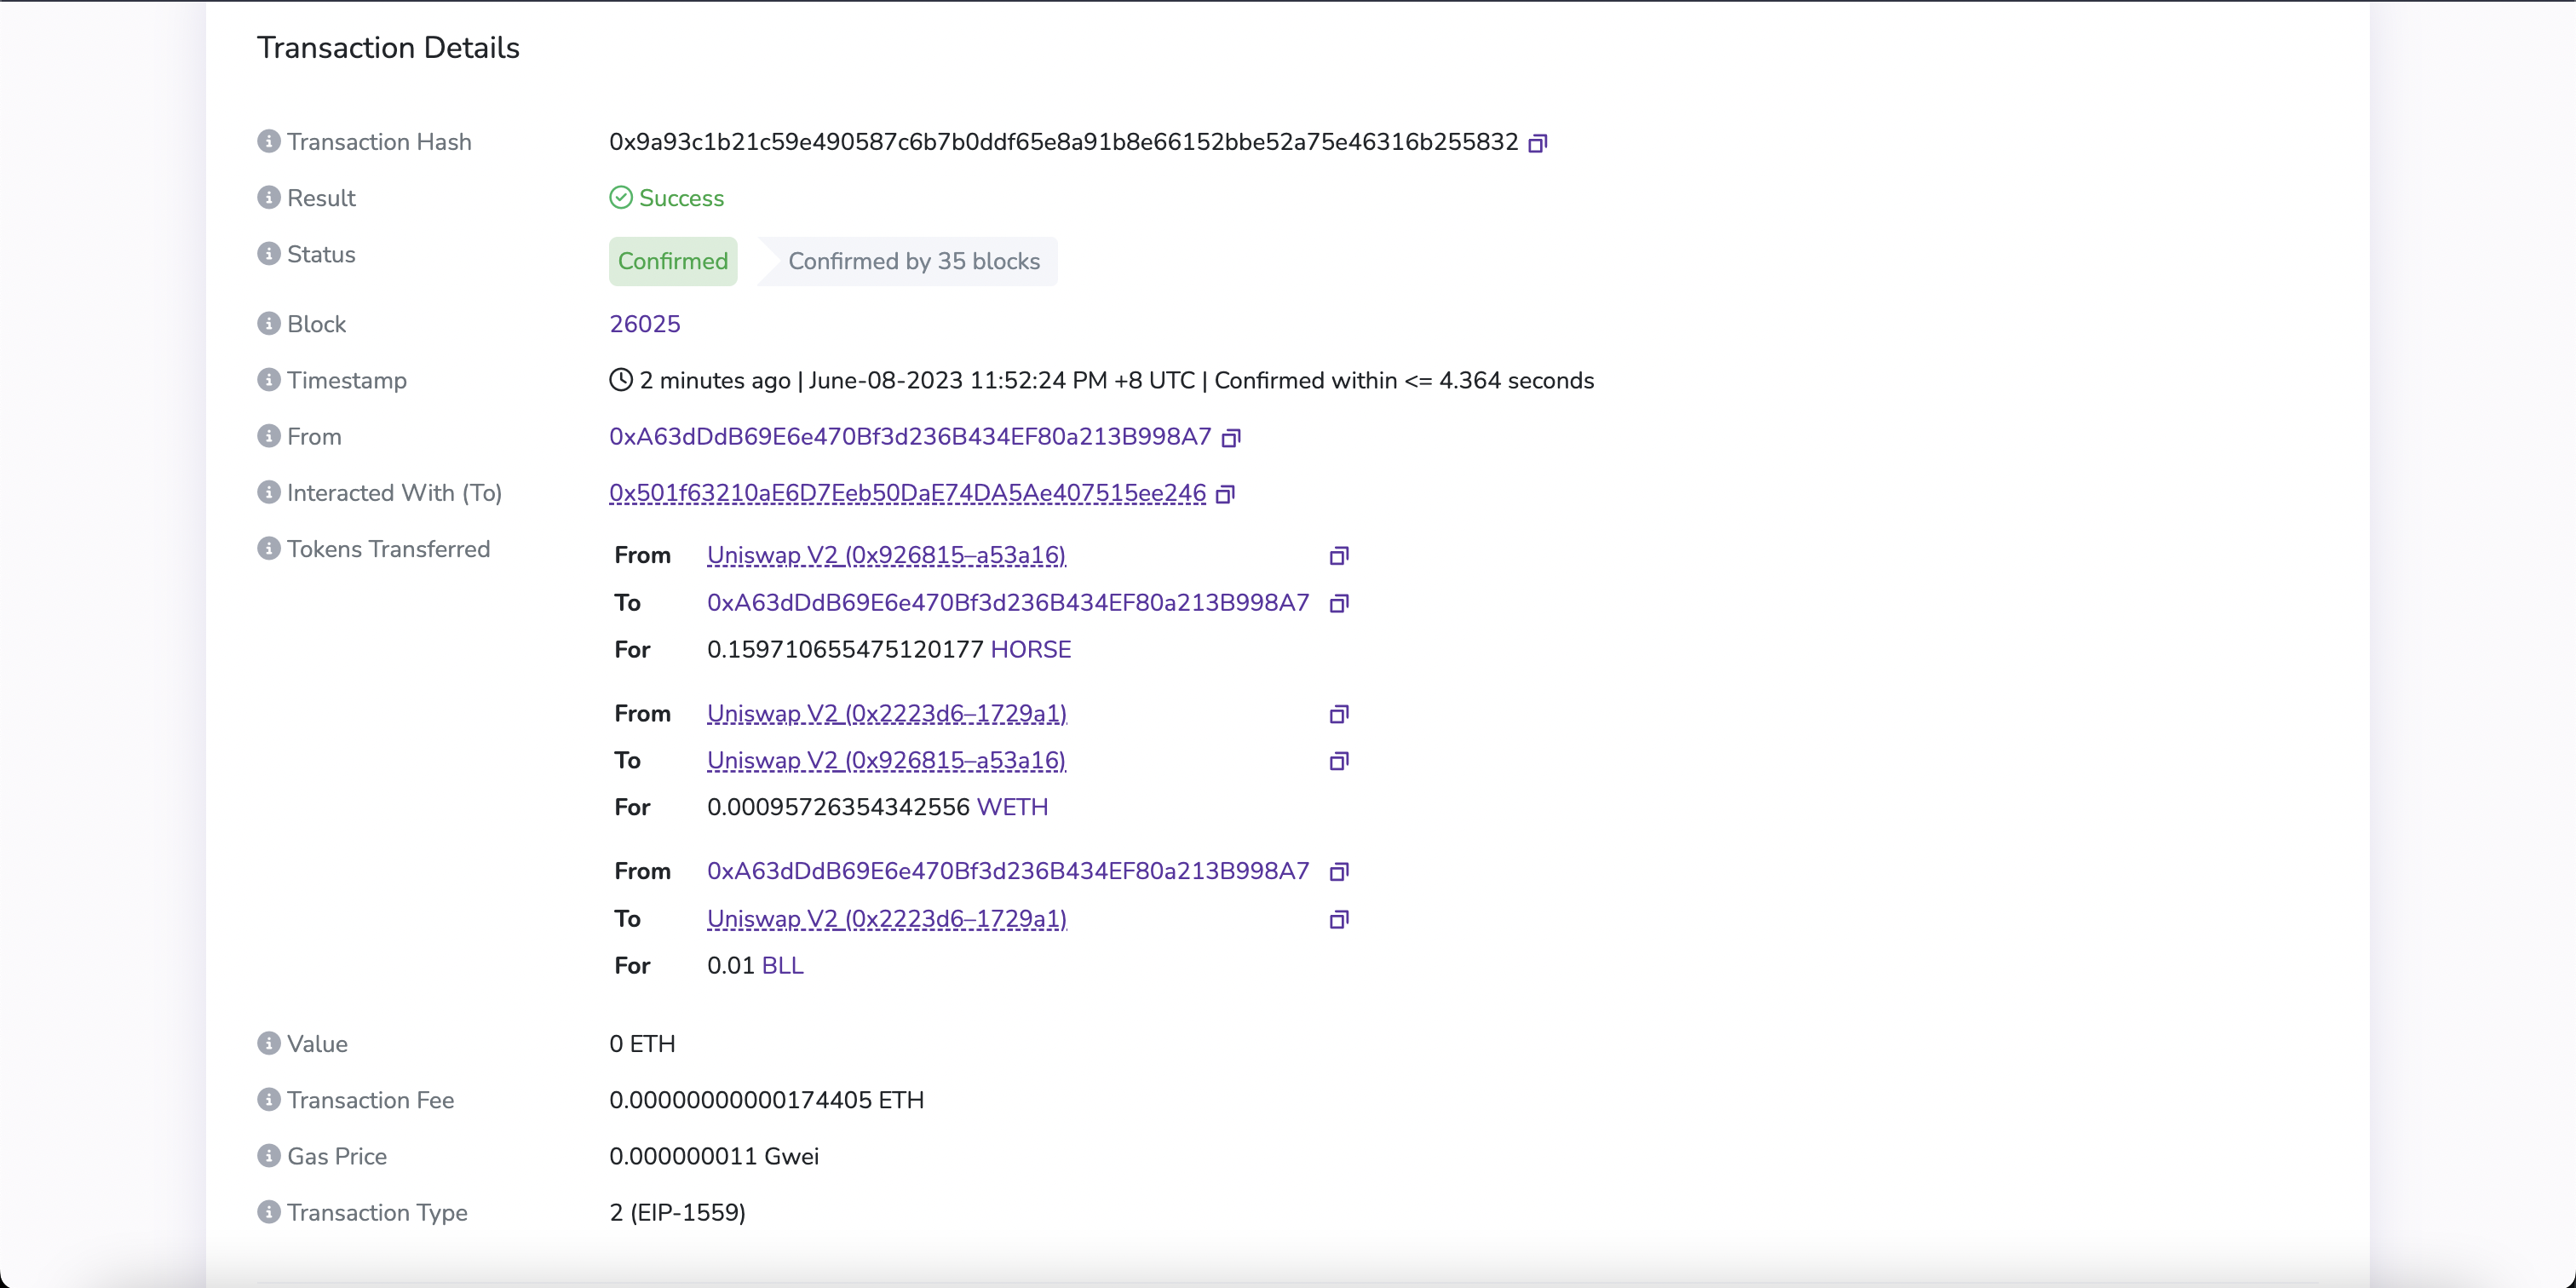 Transaction Details
Transaction Hash 0x9a93c1b21c59e490587c6b7b0ddf65e8a91b8e66152bbe52a75e46316b255832
Result Success
Status Confirmed Confirmed by 35 blocks
Block 26025
Timestamp 2 minutes ago | June-08-2023 11:52:24 PM +8 UTC | Confirmed within <= 4.364 seconds
From 0xA63dDdB69E6e470Bf3d236B434EF80a213B998A7
Interacted With (To) 0x501f63210aE6D7Eeb50DaE74DA5Ae407515ee246
Tokens Transferred From Uniswap V2 (0x926815–a53a16)
To 0xA63dDdB69E6e470Bf3d236B434EF80a213B998A7
For 0.159710655475120177 HORSE
From Uniswap V2 (0x2223d6–1729a1)
To Uniswap V2 (0x926815–a53a16)
For 0.00095726354342556 WETH
From 0xA63dDdB69E6e470Bf3d236B434EF80a213B998A7
To Uniswap V2 (0x2223d6–1729a1)
For 0.01 BLL
Value 0 ETH
Transaction Fee 0.00000000000174405 ETH
Gas Price 0.000000011 Gwei
Transaction Type 2 (EIP-1559)